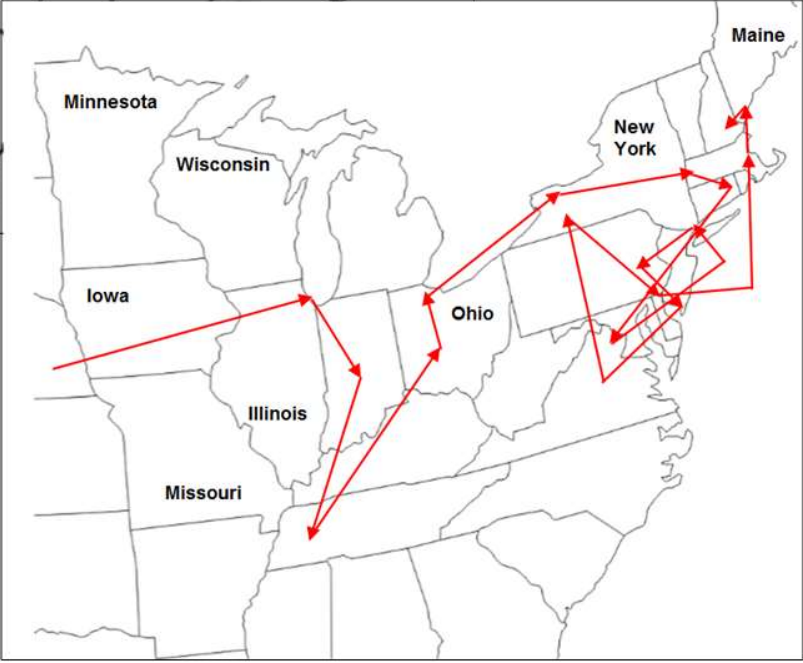 Maine
Minnesota
New
York
Wisconsin
Iowa
Ohio
Illinois
Missouri